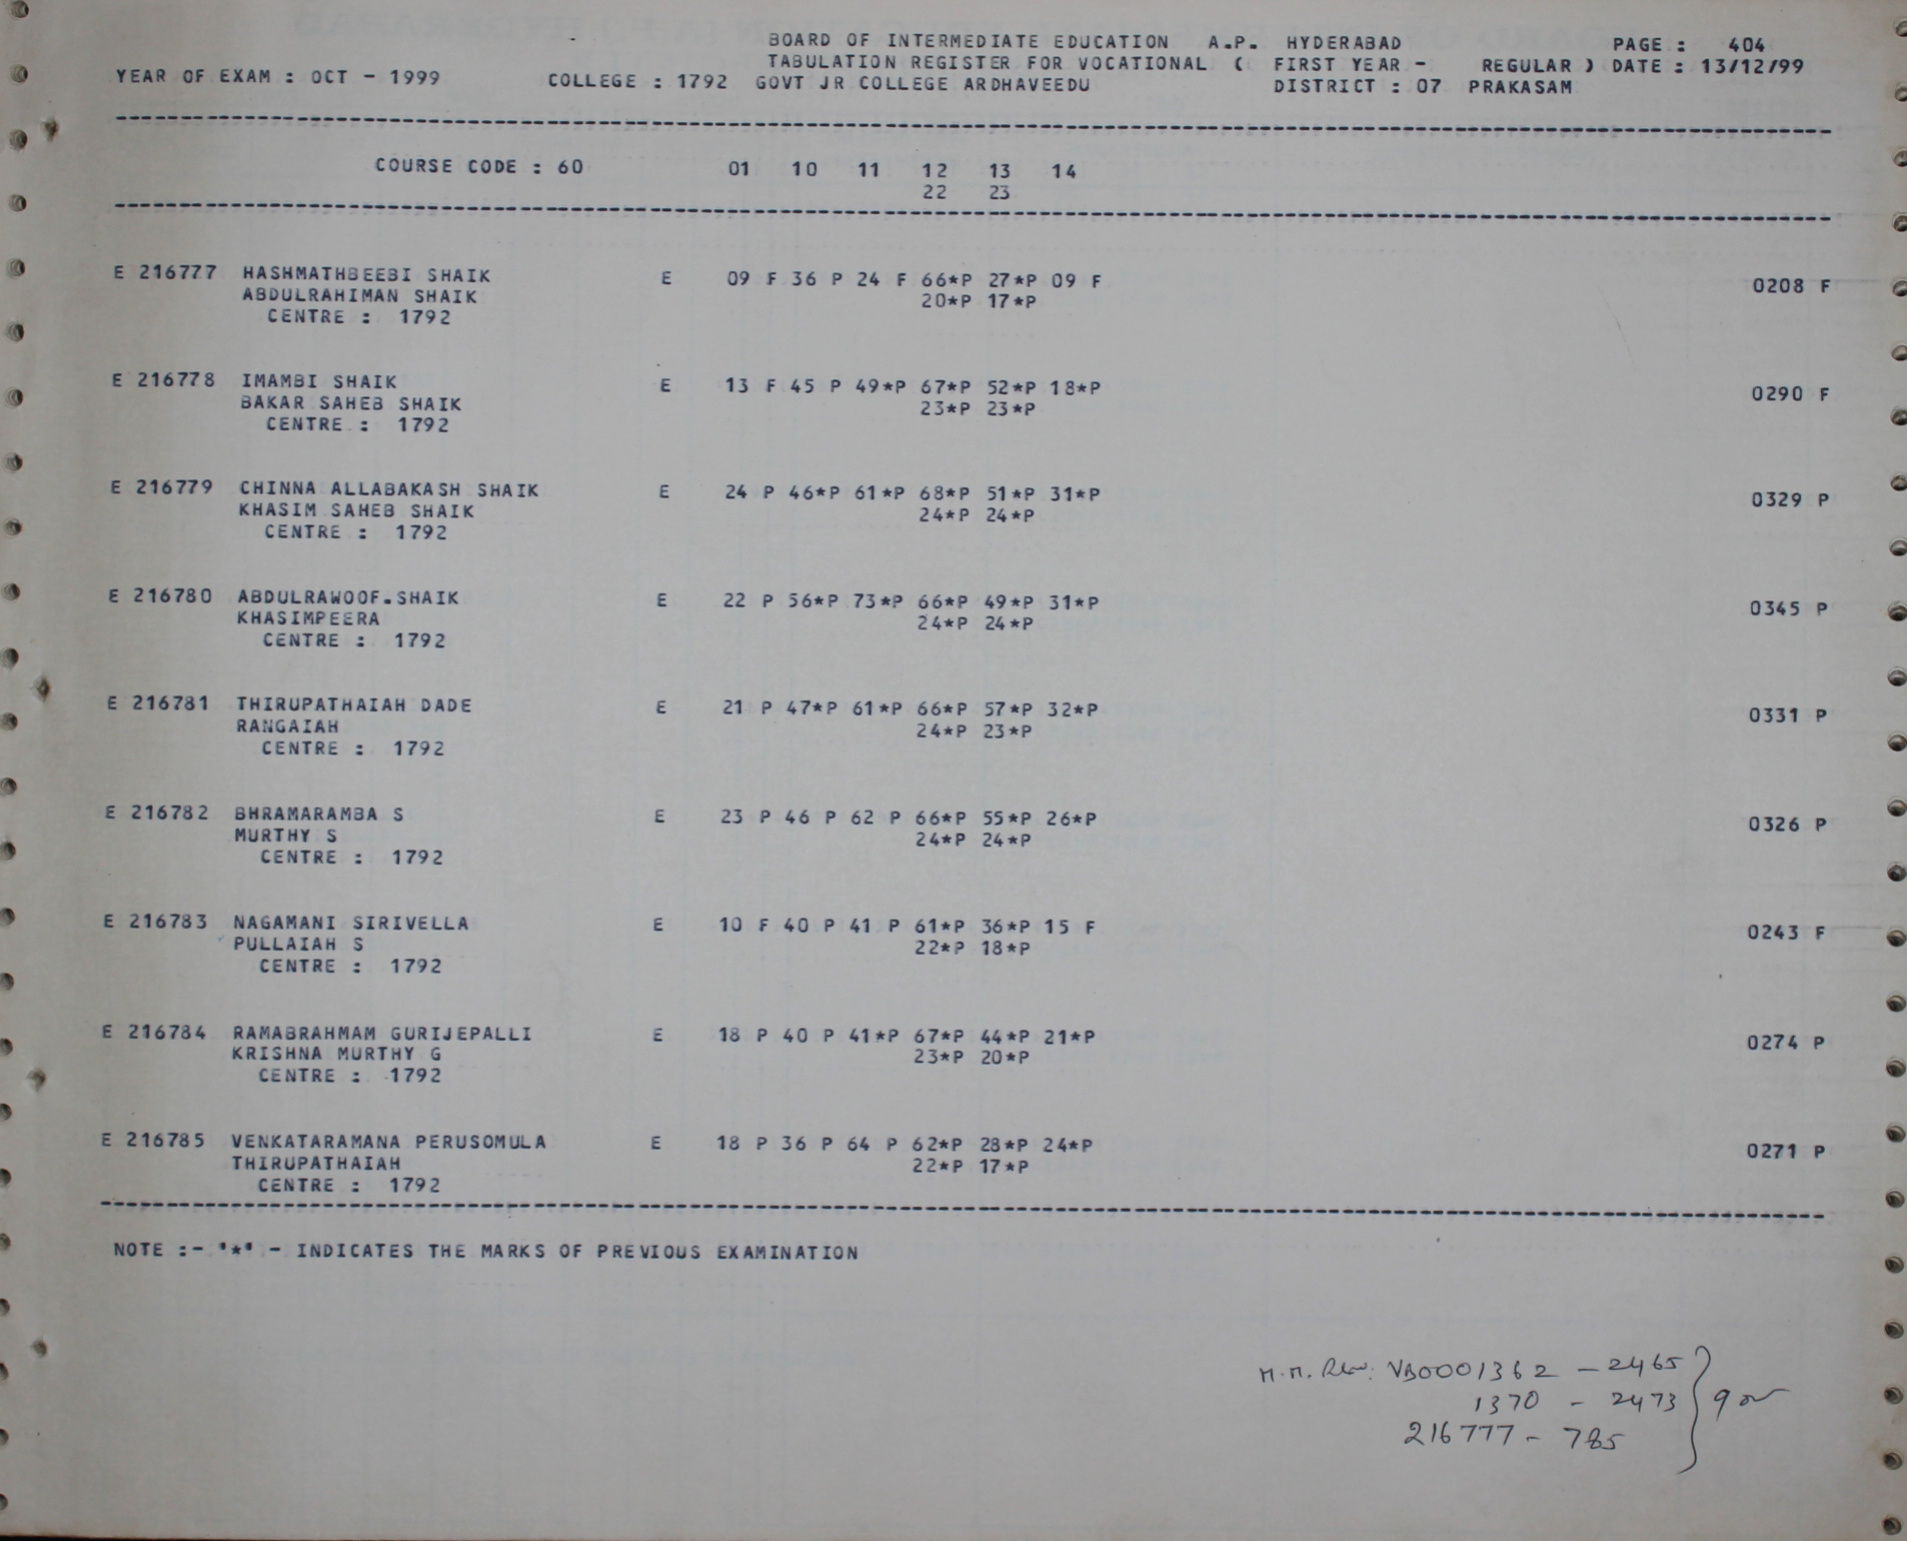 BOARD OF INTERMEDIATE EDUCATION A.P. HYDERABAD PAGE : 404
TABULATION REGISTER FOR VOCATIONAL ( FIRST YEAR - REGULAR ) DATE : 13/12/99
YEAR OF EXAM : OCT - 1999 COLLEGE : 1792 GOVT JR COLLEGE ARDHAVEEDU DISTRICT : 07 PRAKASAM
COURSE CODE : 60 01 10 11 12 13 14
22 23
E 216777 HASHMATHBEEBI SHAIK E 09 F 36 P 24 F 66*P 27*P 09 F 0208 F
ABDULRAHIMAN SHAIK 20*P 17*P
CENTRE : 1792
E 216778 IMAMBI SHAIK E 13 F 45 P 49*P 67*P 52*P 18*P 0290 F
BAKAR SAHEB SHAIK 23*P 23*P
CENTRE : 1792
E 216779 CHINNA ALLABAKASH SHAIK E 24 P 46*P 61*P 68*P 51*P 31*P 0329 P
KHASIM SAHEB SHAIK 24*P 24*P
CENTRE : 1792
E 216780 ABDULRAWOOF.SHAIK E 22 P 56*P 73*P 66*P 49*P 31*P 0345 P
KHASIMPEERA 24*P 24*P
CENTRE : 1792
E 216781 THIRUPATHAIAH DADE E 21 P 47*P 61*P 66*P 57*P 32*P 0331 P
RANGAIAH 24*P 23*P
CENTRE : 1792
E 216782 BHRAMARAMBA S E 23 P 46 P 62 P 66*P 55*P 26*P 0326 P
MURTHY S 24*P 24*P
CENTRE : 1792
E 216783 NAGAMANI SIRIVELLA E 10 F 40 P 41 P 61*P 36*P 15 F 0243 F
PULLAIAH S 22*P 18*P
CENTRE : 1792
E 216784 RAMABRAHMAM GURIJEPALLI E 18 P 40 P 41*P 67*P 44*P 21*P 0274 P
KRISHNA MURTHY G 23*P 20*P
CENTRE : 1792
E 216785 VENKATARAMANA PERUSOMULA E 18 P 36 P 64 P 62*P 28*P 24*P 0271 P
THIRUPATHAIAH 22*P 17*P
CENTRE : 1792
NOTE :- '*' - INDICATES THE MARKS OF PREVIOUS EXAMINATION
M.M. VB0001362 - 2465
1370 - 2473 9
216777 - 785